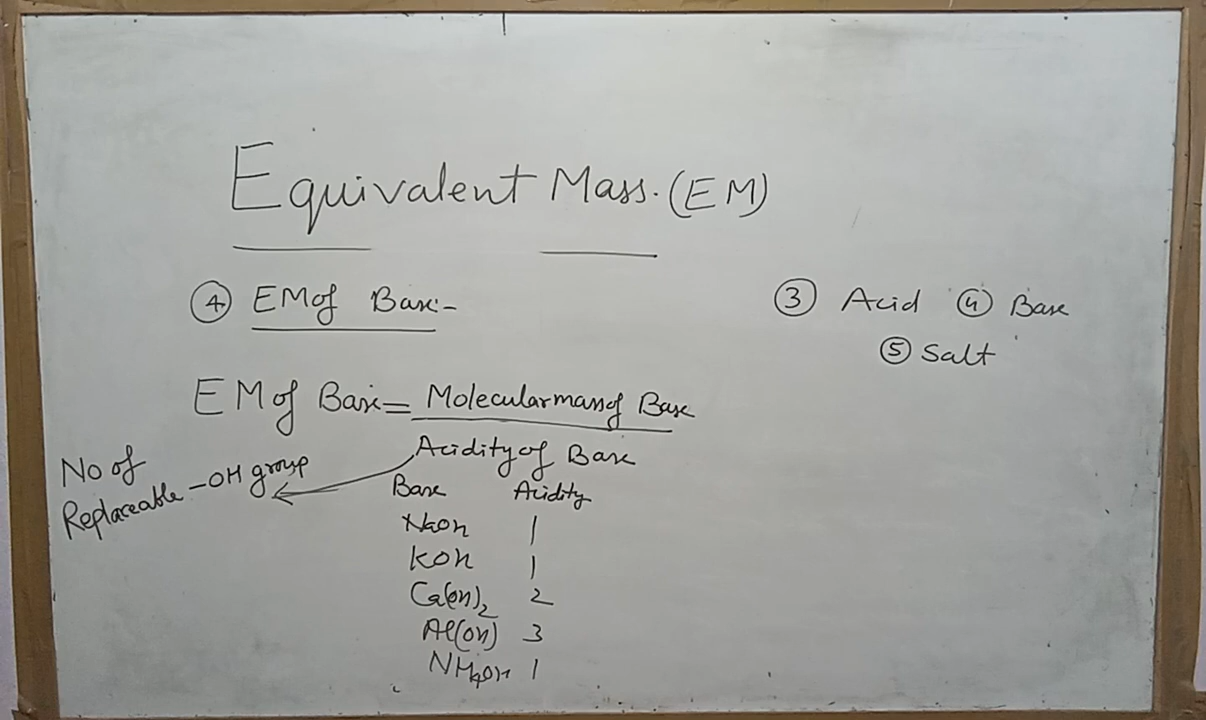 Equivalent Mass. (EM)
④ EM of Base:-
③ Acid ④ Base
⑤ Salt
EM of Base = Molecular mass of Base
Acidity of Base
No of
Replaceable -OH group
Base Acidity
NaOH 1
KOH 1
Ca(OH)₂ 2
Al(OH) 3
NH₄OH 1